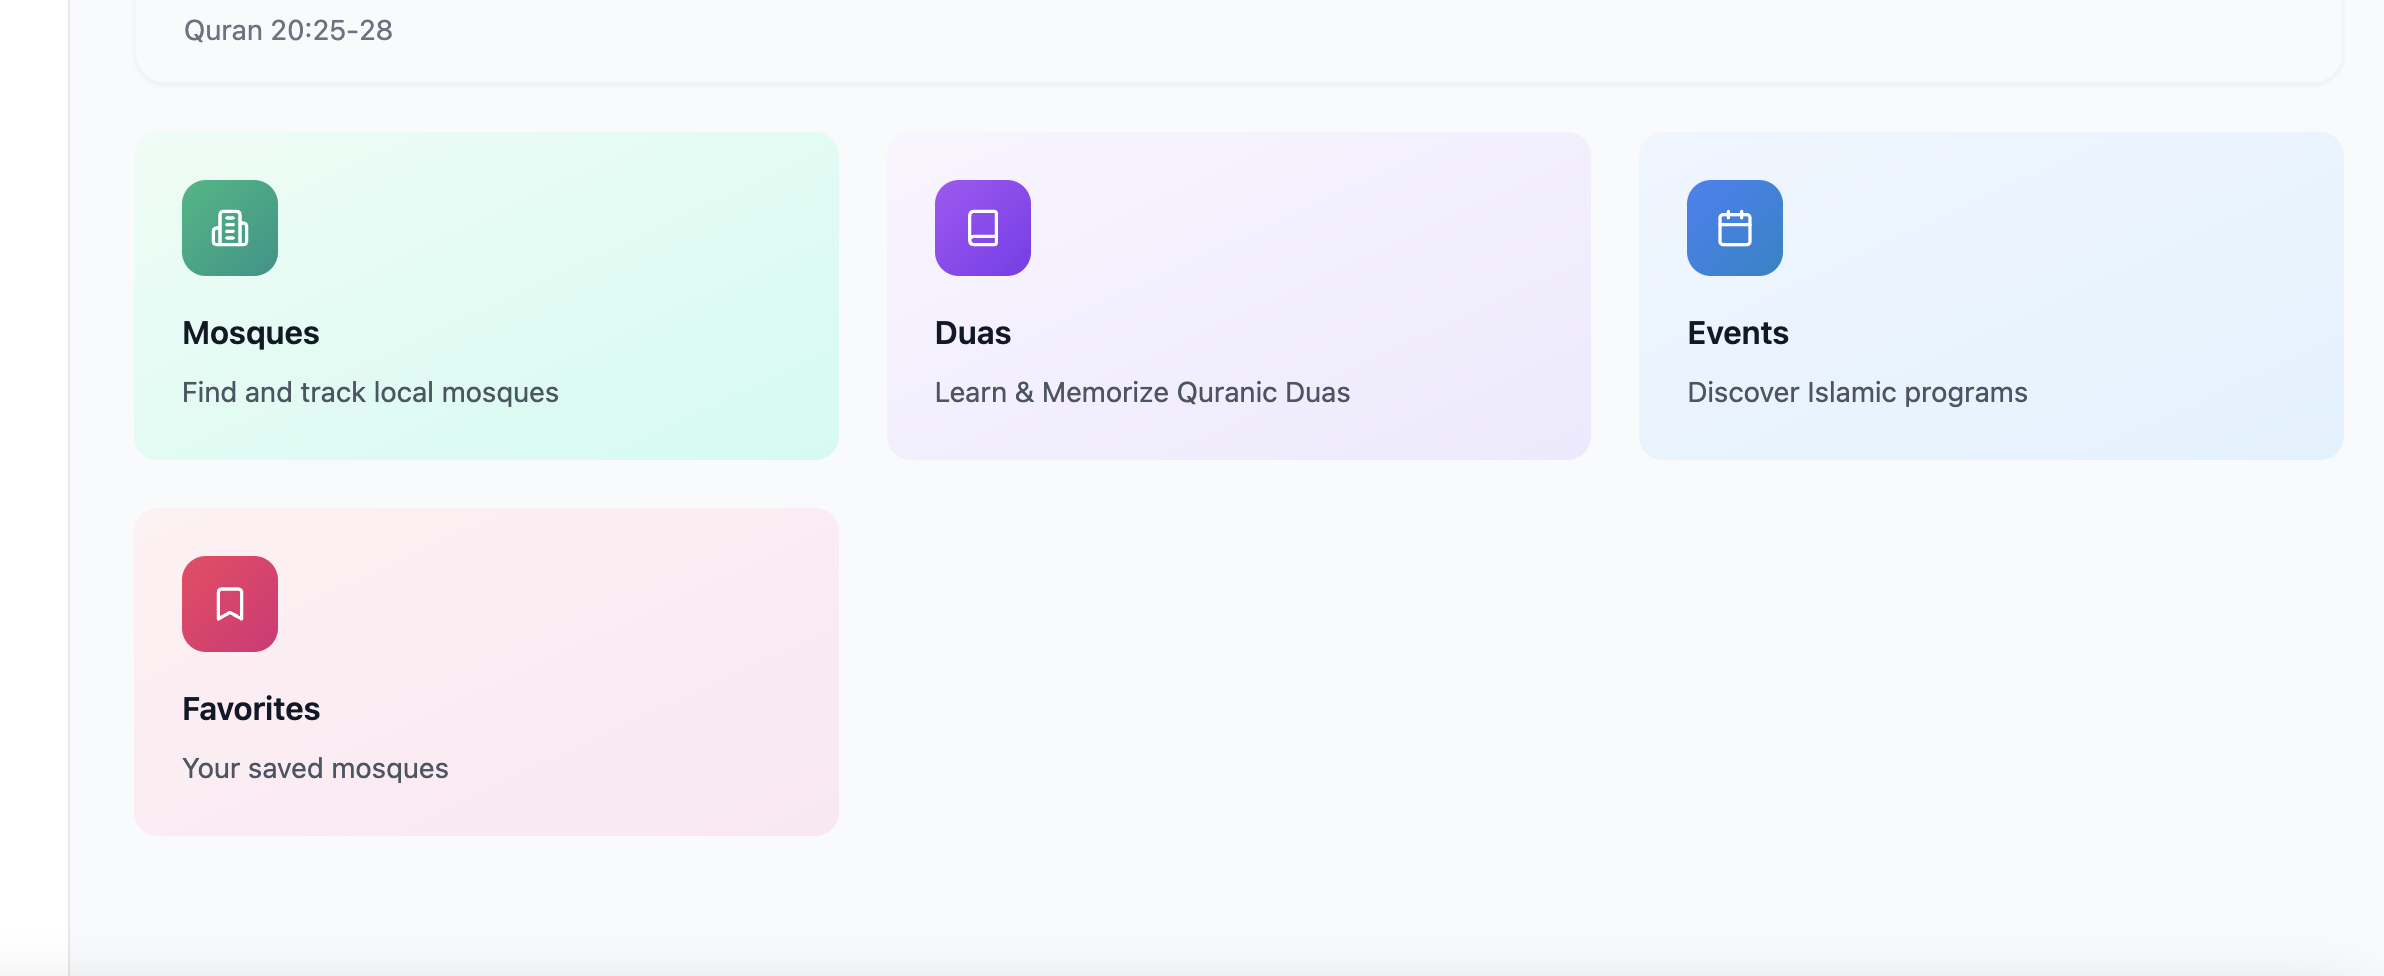 Quran 20:25-28
Mosques
Find and track local mosques
Duas
Learn & Memorize Quranic Duas
Events
Discover Islamic programs
Favorites
Your saved mosques